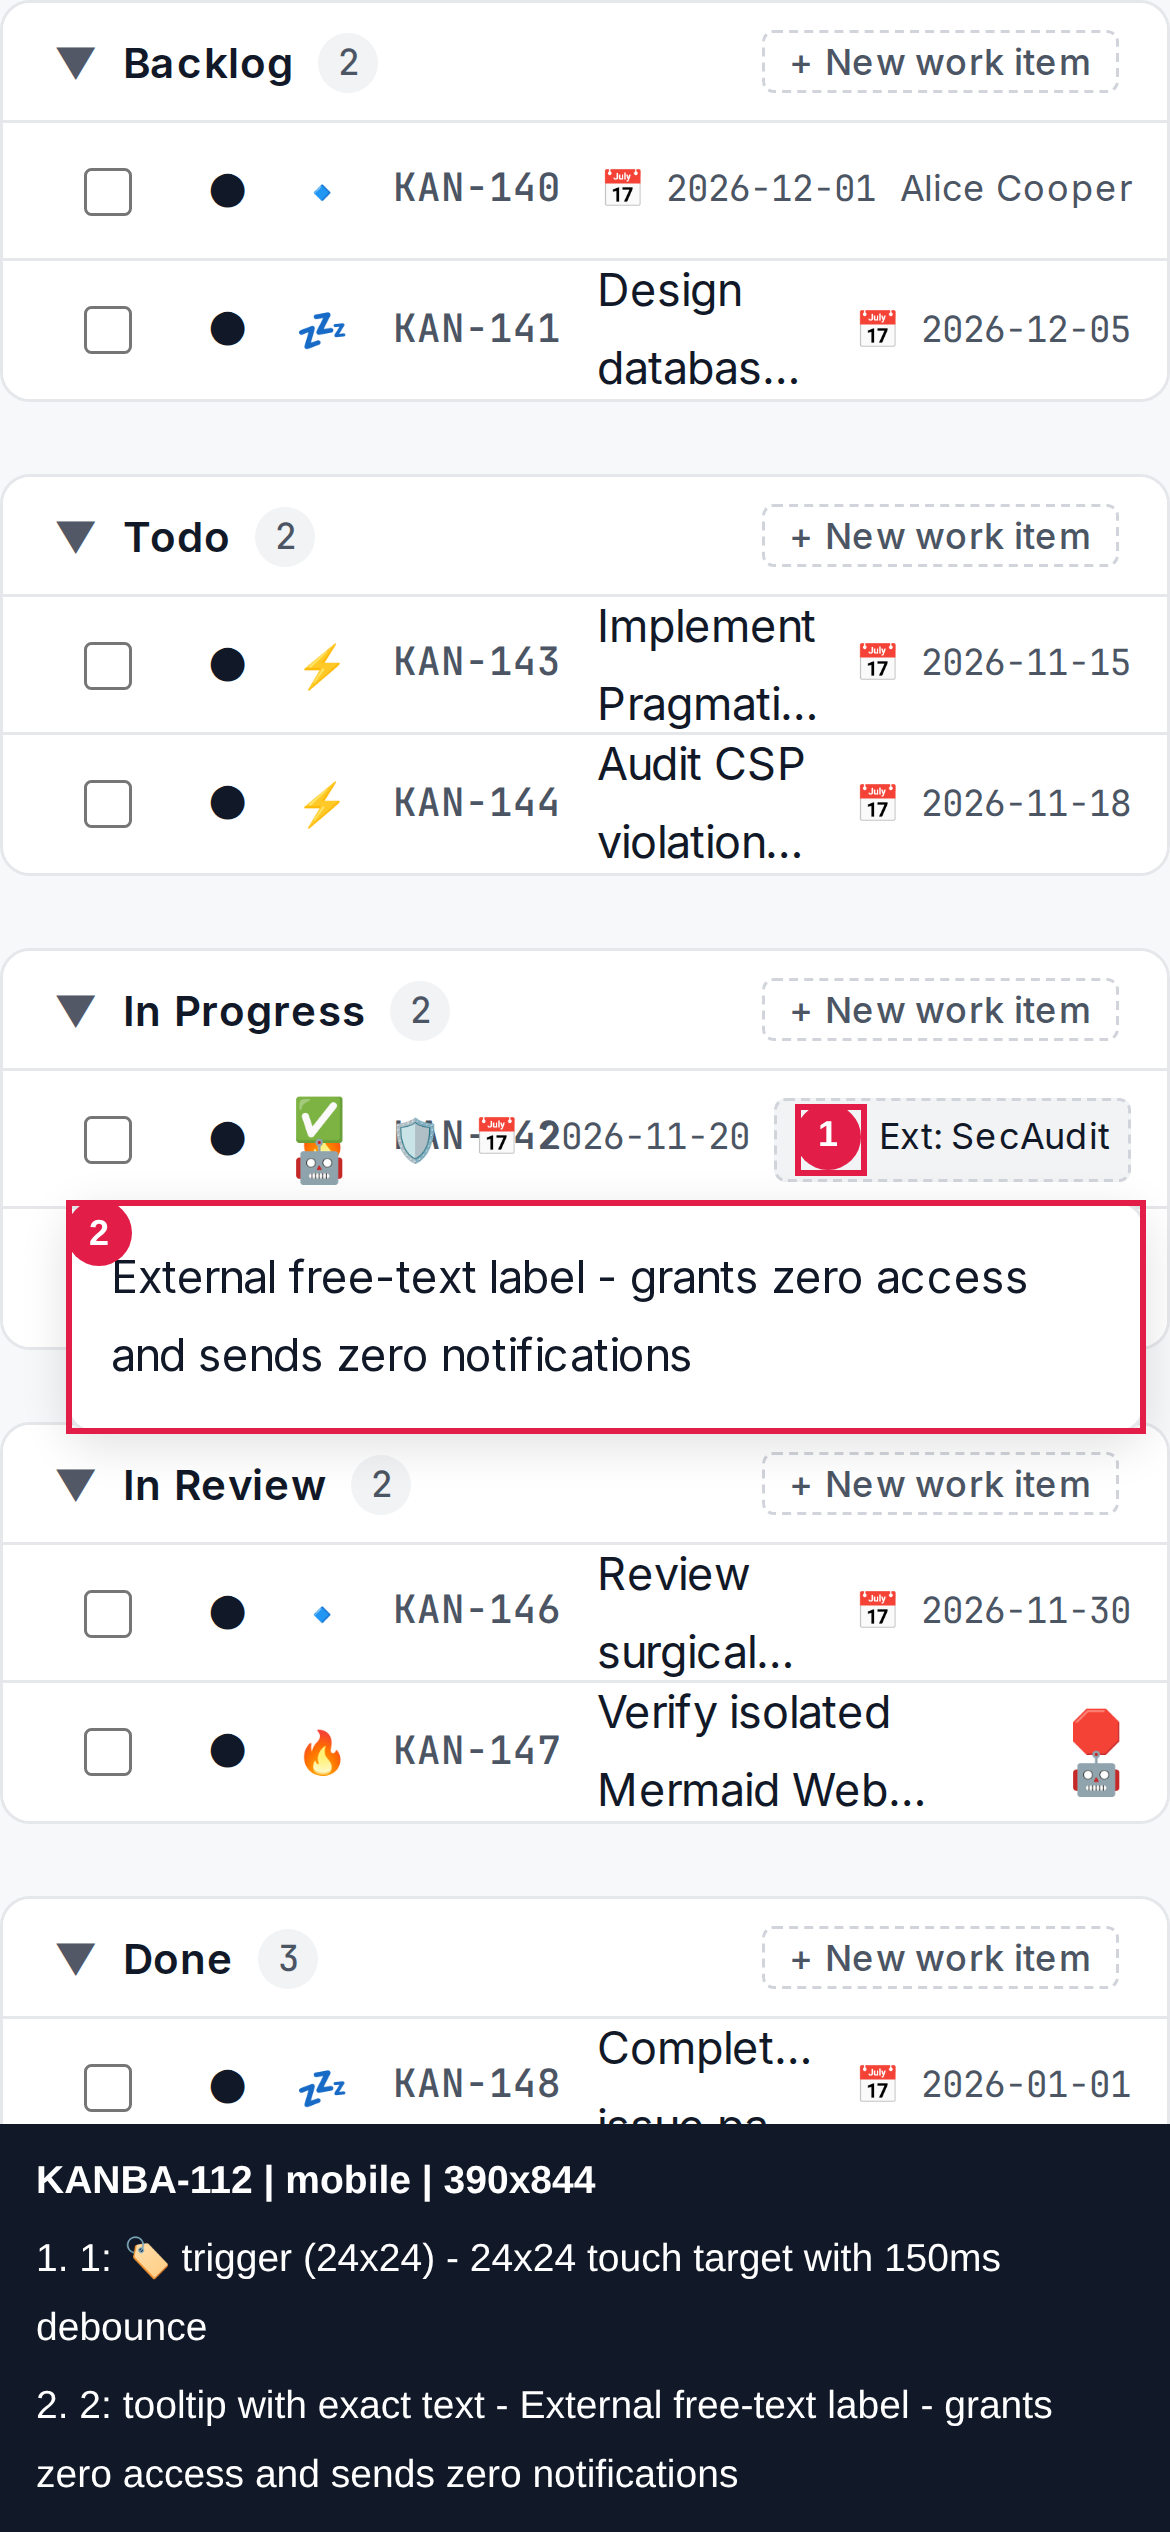 ▼ Backlog 2 + New work item
KAN-140 2026-12-01 Alice Cooper
Design
KAN-141 2026-12-05
databas...
▼ Todo 2 + New work item
Implement
KAN-143 2026-11-15
Pragmati...
Audit CSP
KAN-144 2026-11-18
violation...
▼ In Progress 2 + New work item
2026-11-20 1 Ext: SecAudit
2
External free-text label - grants zero access
and sends zero notifications
▼ In Review 2 + New work item
Review
KAN-146 2026-11-30
surgical...
Verify isolated
KAN-147
Mermaid Web...
▼ Done 3 + New work item
Complet...
KAN-148 2026-01-01
KANBA-112 | mobile | 390x844
1. 1: 🏷️ trigger (24x24) - 24x24 touch target with 150ms
debounce
2. 2: tooltip with exact text - External free-text label - grants
zero access and sends zero notifications